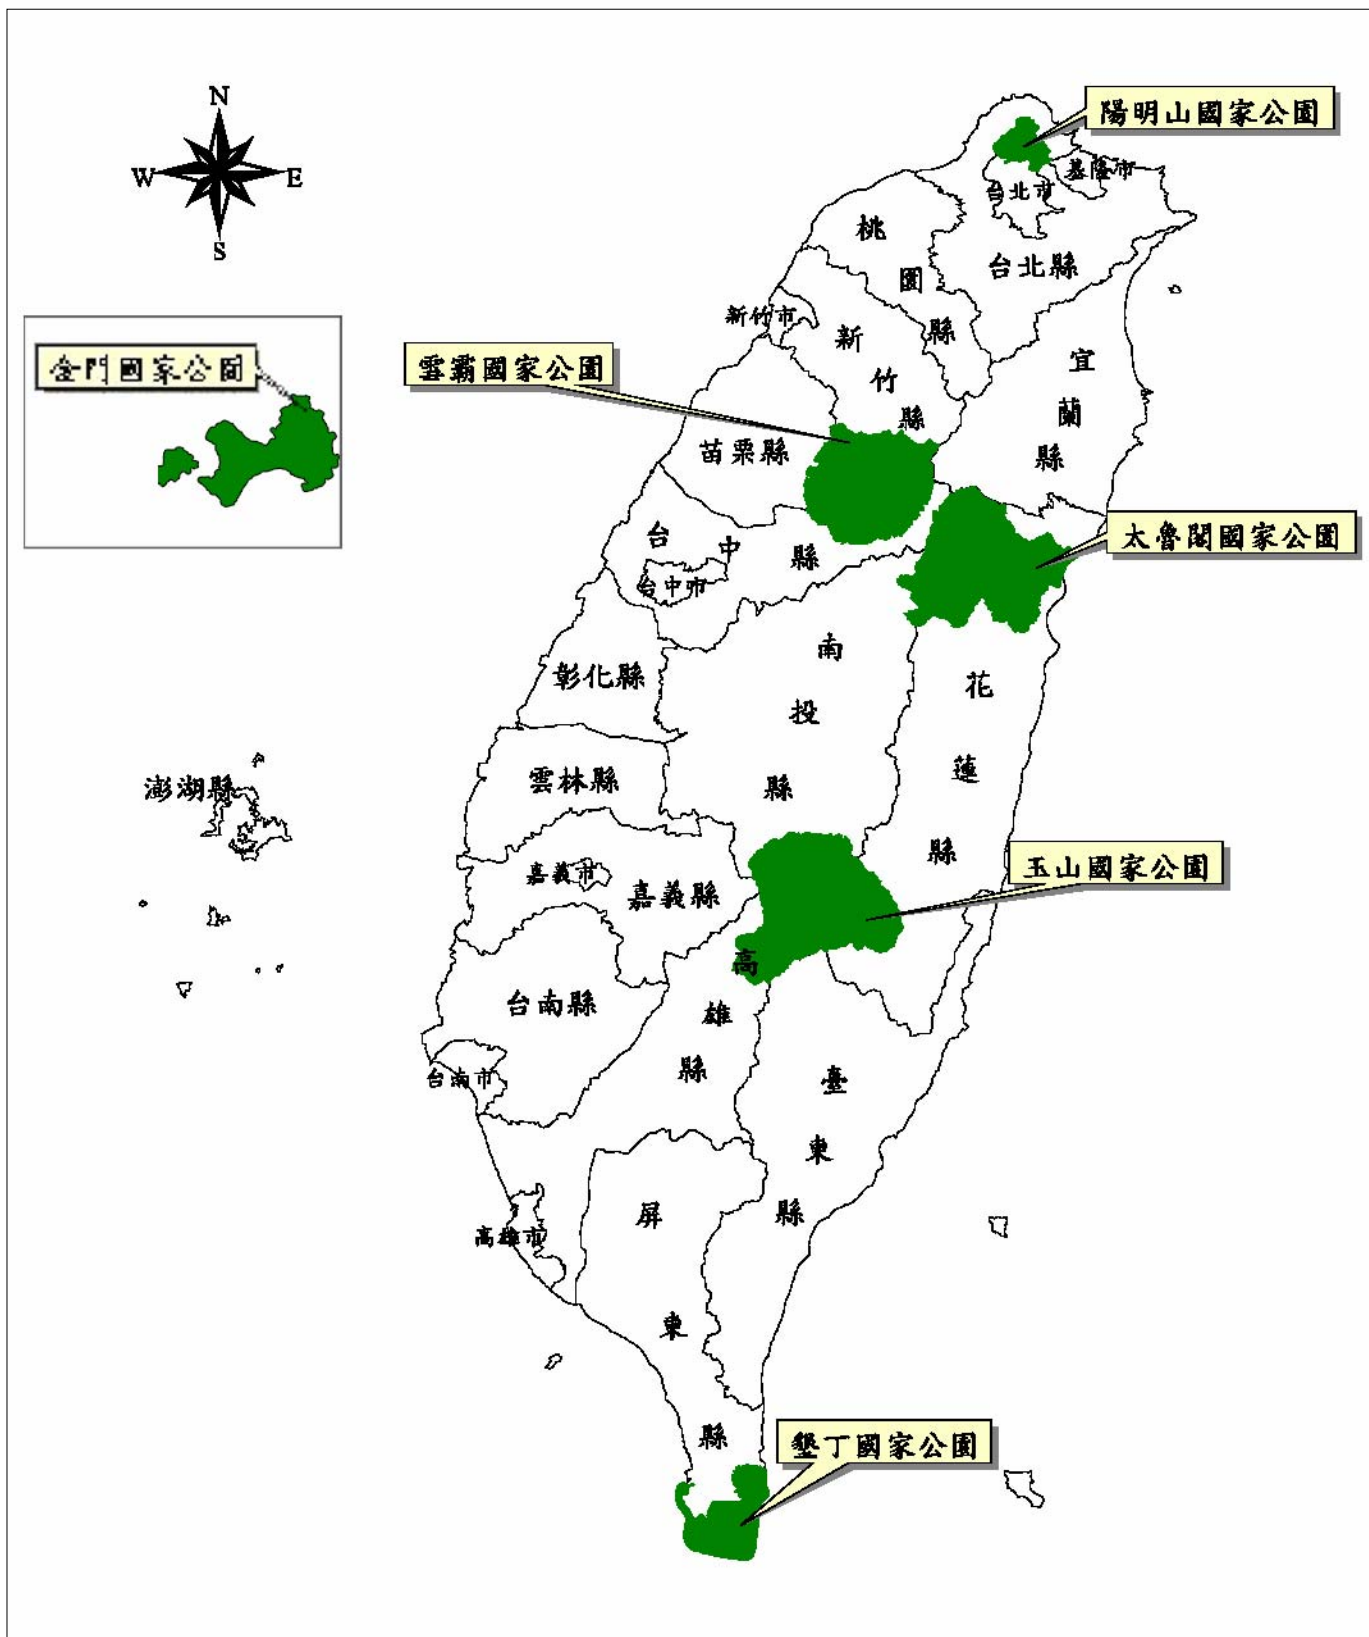 N
W E
S
陽明山國家公園
基隆市
台北市
桃園縣
台北縣
新竹市
新竹縣
宜蘭縣
金門國家公園
雪霸國家公園
苗栗縣
太魯閣國家公園
台中縣
台中市
南投縣
彰化縣
花蓮縣
雲林縣
澎湖縣
玉山國家公園
嘉義市
嘉義縣
高雄縣
台南縣
台南市
臺東縣
屏東縣
高雄市
墾丁國家公園